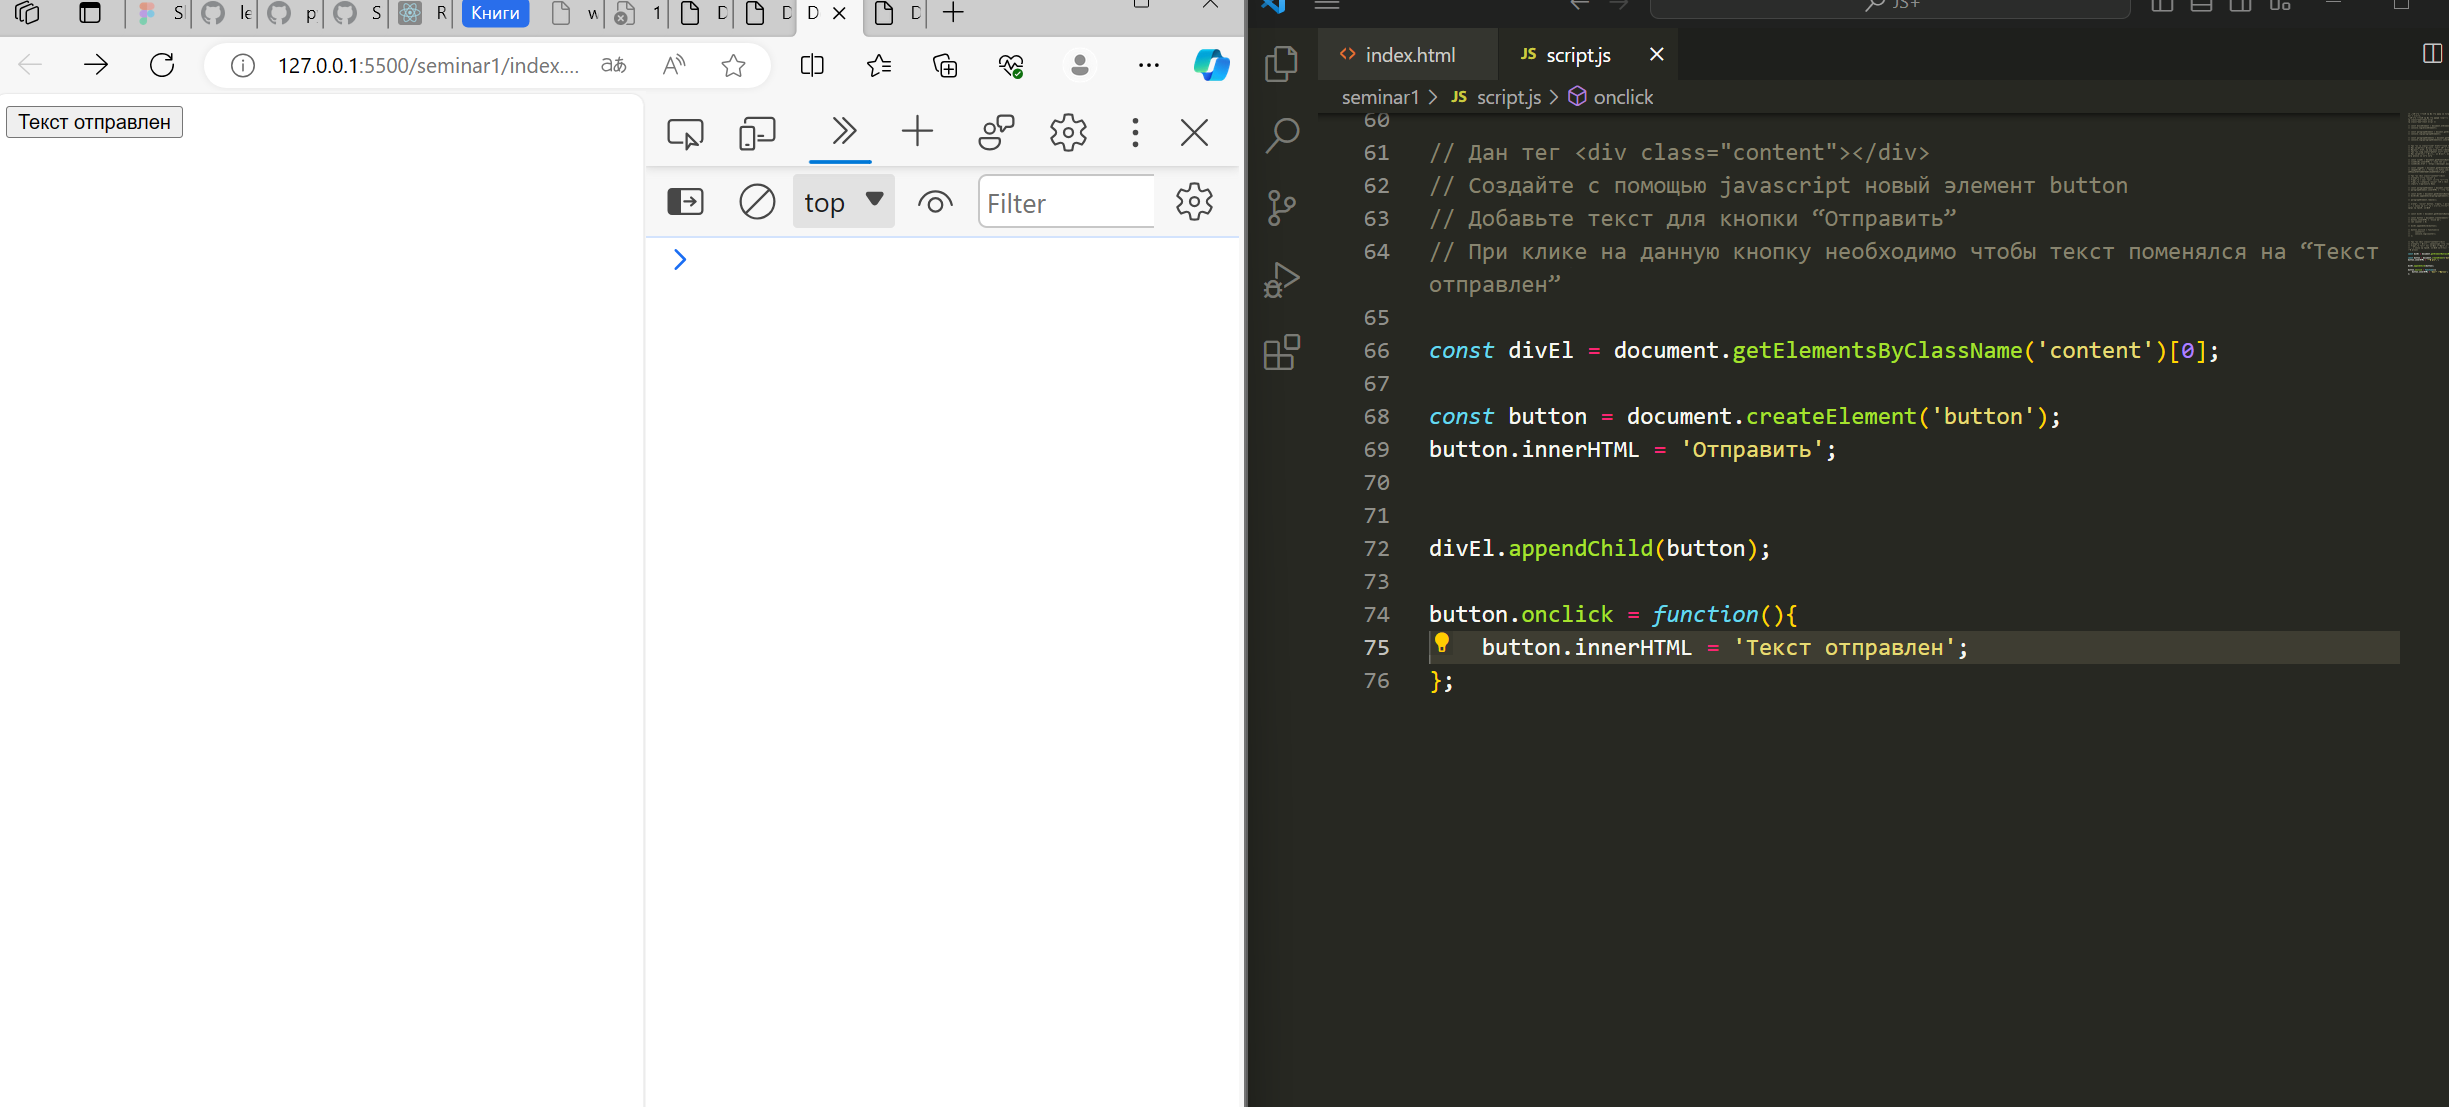 Книги
127.0.0.1:5500/seminar1/index....
Текст отправлен
top
Filter
JS+
index.html
JS script.js
seminar1 > JS script.js > onclick
60
61 // Дан тег <div class="content"></div>
62 // Создайте с помощью javascript новый элемент button
63 // Добавьте текст для кнопки “Отправить”
64 // При клике на данную кнопку необходимо чтобы текст поменялся на “Текст
отправлен”
65
66 const divEl = document.getElementsByClassName('content')[0];
67
68 const button = document.createElement('button');
69 button.innerHTML = 'Отправить';
70
71
72 divEl.appendChild(button);
73
74 button.onclick = function(){
75 button.innerHTML = 'Текст отправлен';
76 };